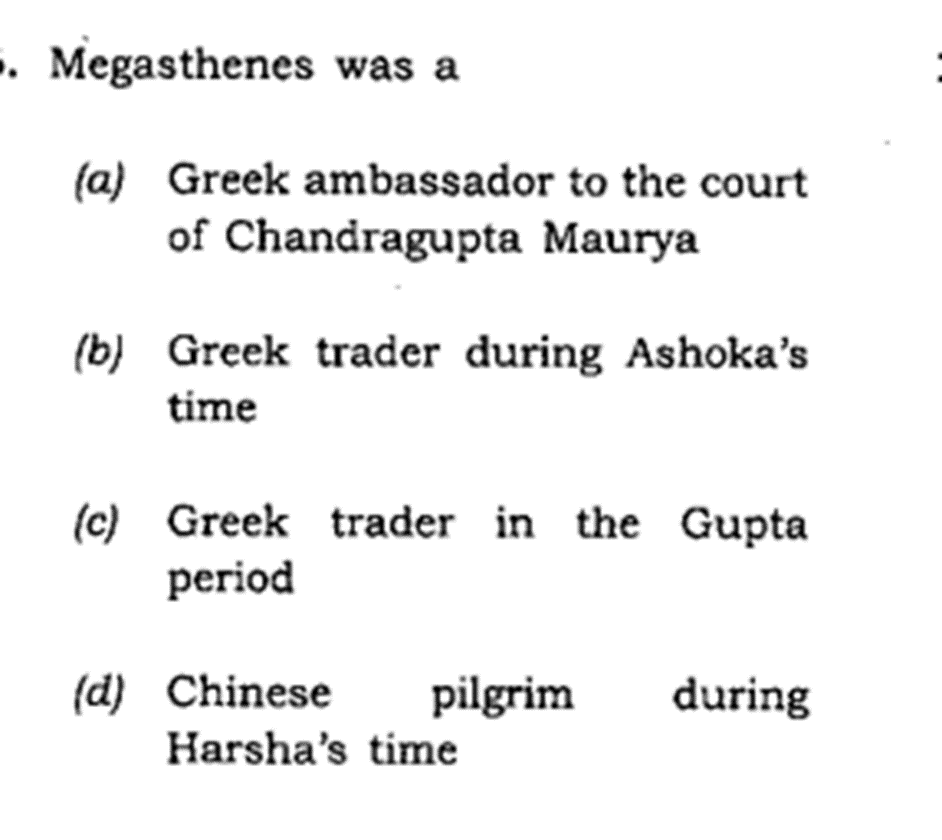 . Megasthenes was a
(a) Greek ambassador to the court
of Chandragupta Maurya
(b) Greek trader during Ashoka's
time
(c) Greek trader in the Gupta
period
(d) Chinese pilgrim during
Harsha's time